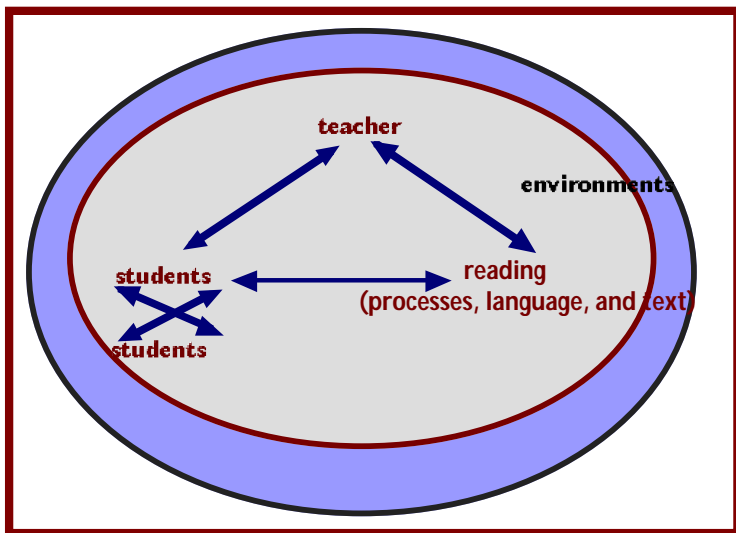 teacher
environments
students
reading
(processes, language, and text)
students